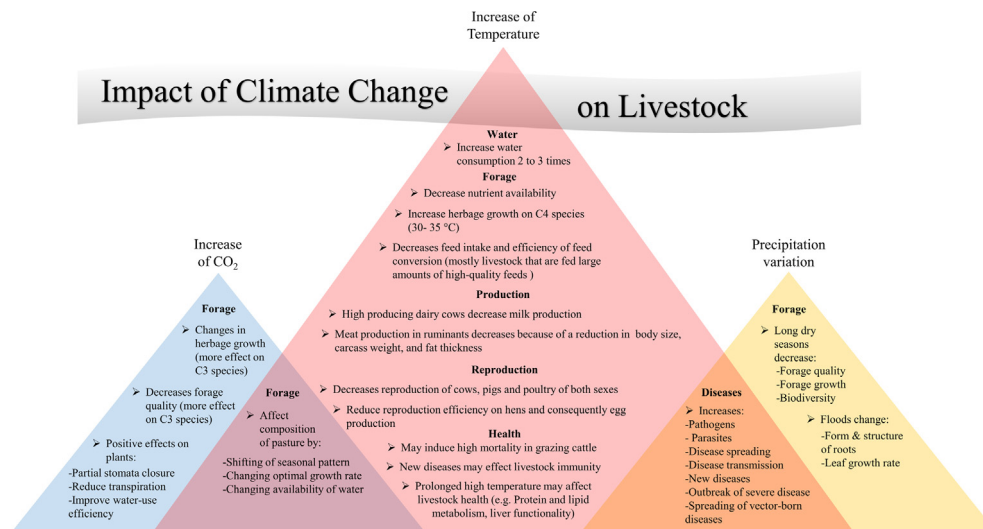 Increase of
Temperature
Impact of Climate Change
on Livestock
Water
➢ Increase water
consumption 2 to 3 times
Forage
➢ Decrease nutrient availability
➢ Increase herbage growth on C4 species
(30- 35 °C)
➢ Decreases feed intake and efficiency of feed
conversion (mostly livestock that are fed large
amounts of high-quality feeds )
Production
➢ High producing dairy cows decrease milk production
➢ Meat production in ruminants decreases because of a reduction in body size,
carcass weight, and fat thickness
Reproduction
➢ Decreases reproduction of cows, pigs and poultry of both sexes
➢ Reduce reproduction efficiency on hens and consequently egg
production
Health
➢ May induce high mortality in grazing cattle
➢ New diseases may effect livestock immunity
➢ Prolonged high temperature may affect
livestock health (e.g. Protein and lipid
metabolism, liver functionality)
Increase
of CO₂
Forage
➢ Changes in
herbage growth
(more effect on
C3 species)
➢ Decreases forage
quality (more effect
on C3 species)
➢ Positive effects on
plants:
-Partial stomata closure
-Reduce transpiration
-Improve water-use
efficiency
Forage
➢ Affect
composition
of pasture by:
-Shifting of seasonal pattern
-Changing optimal growth rate
-Changing availability of water
Precipitation
variation
Forage
➢ Long dry
seasons
decrease:
-Forage quality
-Forage growth
-Biodiversity
➢ Floods change:
-Form & structure
of roots
-Leaf growth rate
Diseases
➢ Increases:
-Pathogens
- Parasites
-Disease spreading
-Disease transmission
-New diseases
-Outbreak of severe disease
-Spreading of vector-born
diseases